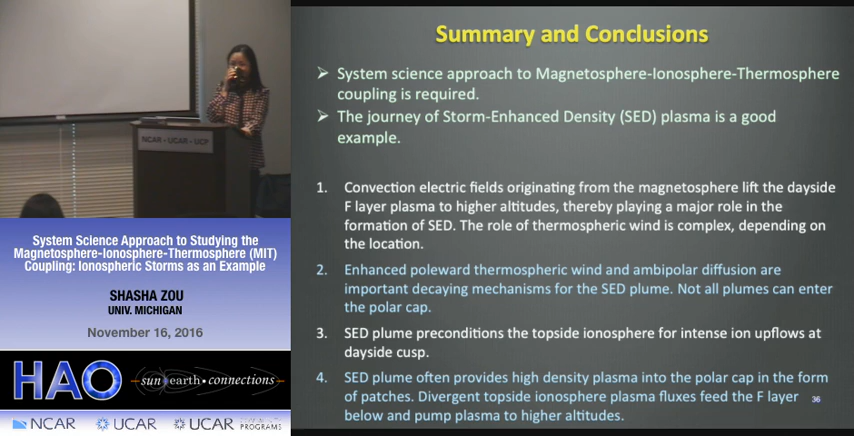 NCAR • UCAR • UCP
System Science Approach to Studying the
Magnetosphere-Ionosphere-Thermosphere (MIT)
Coupling: Ionospheric Storms as an Example
SHASHA ZOU
UNIV. MICHIGAN
November 16, 2016
HAO
sun earth • connections
NCAR
UCAR
UCAR PROGRAMS
Summary and Conclusions
➢ System science approach to Magnetosphere-Ionosphere-Thermosphere
coupling is required.
➢ The journey of Storm-Enhanced Density (SED) plasma is a good
example.
1. Convection electric fields originating from the magnetosphere lift the dayside
F layer plasma to higher altitudes, thereby playing a major role in the
formation of SED. The role of thermospheric wind is complex, depending on
the location.
2. Enhanced poleward thermospheric wind and ambipolar diffusion are
important decaying mechanisms for the SED plume. Not all plumes can enter
the polar cap.
3. SED plume preconditions the topside ionosphere for intense ion upflows at
dayside cusp.
4. SED plume often provides high density plasma into the polar cap in the form
of patches. Divergent topside ionosphere plasma fluxes feed the F layer
below and pump plasma to higher altitudes.
36